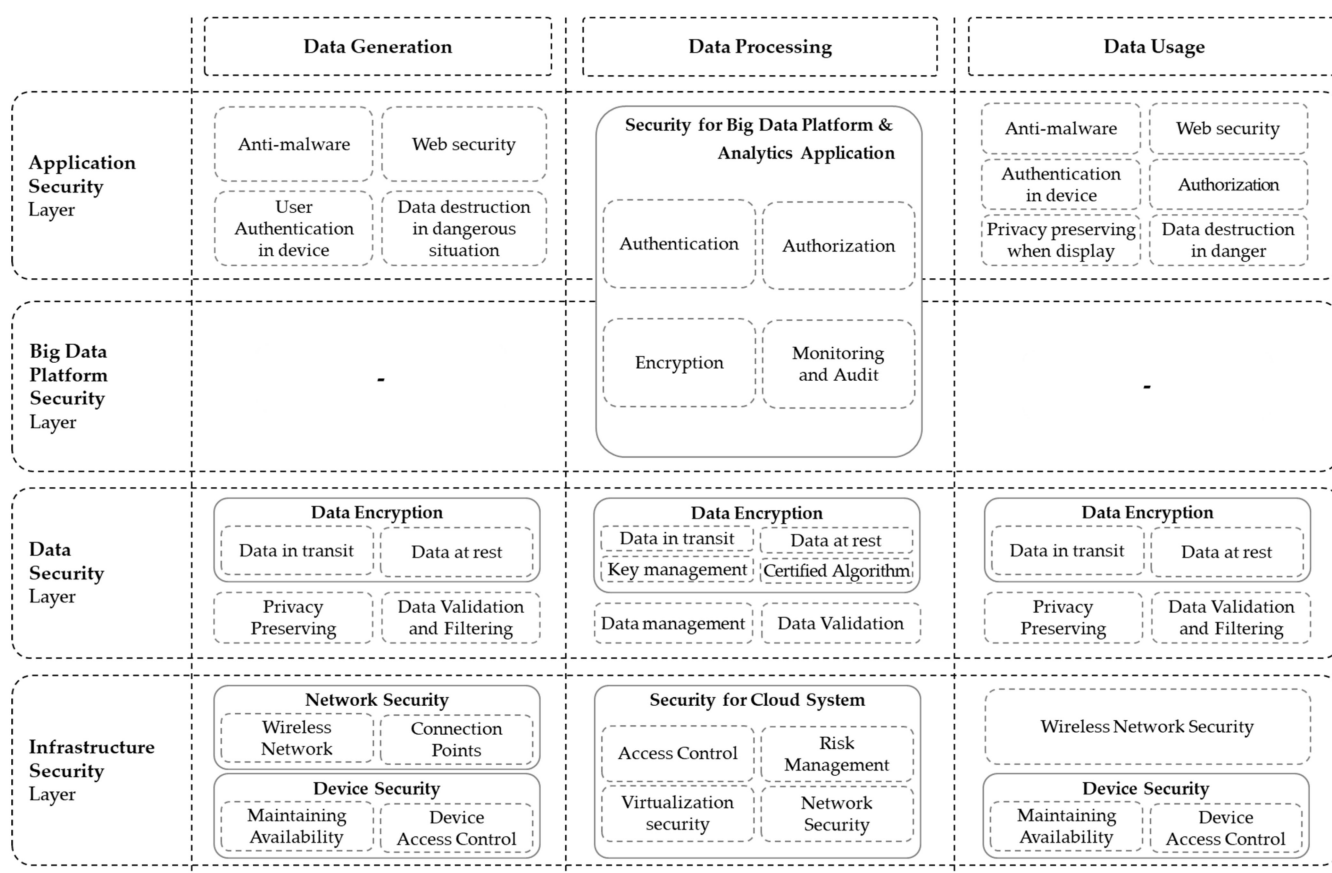 Data Generation
Data Processing
Data Usage
Application
Security
Layer
Anti-malware
Web security
User
Authentication
in device
Data destruction
in dangerous
situation
Security for Big Data Platform &
Analytics Application
Authentication
Authorization
Encryption
Monitoring
and Audit
Anti-malware
Web security
Authentication
in device
Authorization
Privacy preserving
when display
Data destruction
in danger
Big Data
Platform
Security
Layer
-
-
Data
Security
Layer
Data Encryption
Data in transit
Data at rest
Privacy
Preserving
Data Validation
and Filtering
Data Encryption
Data in transit
Data at rest
Key management
Certified Algorithm
Data management
Data Validation
Data Encryption
Data in transit
Data at rest
Privacy
Preserving
Data Validation
and Filtering
Infrastructure
Security
Layer
Network Security
Wireless
Network
Connection
Points
Device Security
Maintaining
Availability
Device
Access Control
Security for Cloud System
Access Control
Risk
Management
Virtualization
security
Network
Security
Wireless Network Security
Device Security
Maintaining
Availability
Device
Access Control